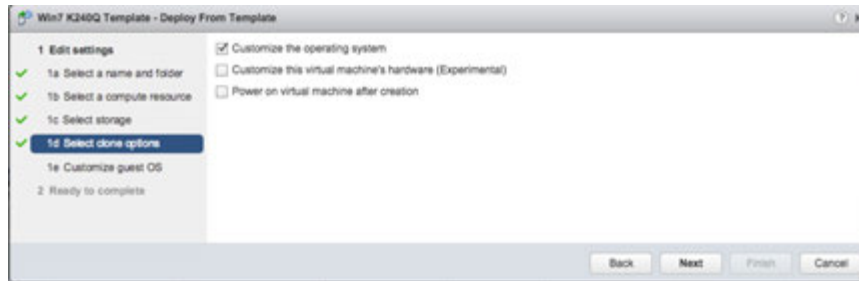 Win7 K240Q Template - Deploy From Template
1 Edit settings
1a Select a name and folder
1b Select a compute resource
1c Select storage
1d Select clone options
1e Customize guest OS
2 Ready to complete
Customize the operating system
Customize this virtual machine's hardware (Experimental)
Power on virtual machine after creation
Back Next Finish Cancel